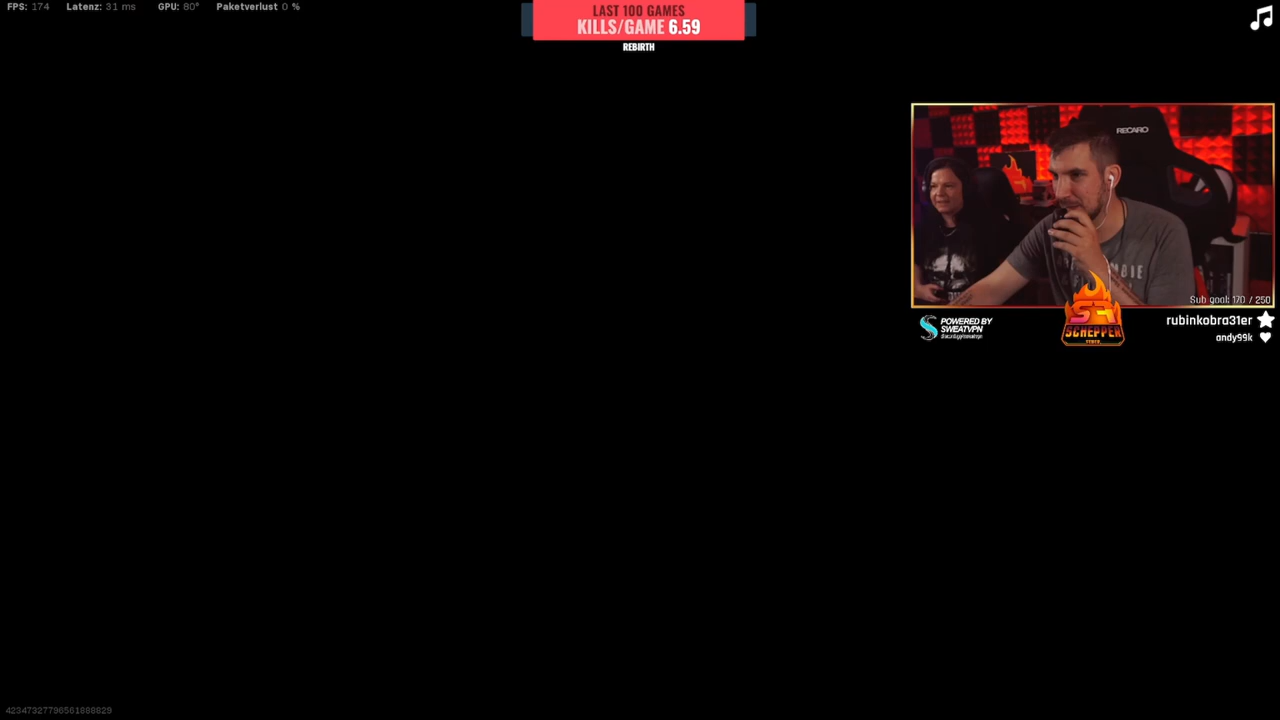 FPS: 174 Latenz: 31 ms GPU: 80° Paketverlust 0 %
LAST 100 GAMES
KILLS/GAME 6.59
REBIRTH
RECARO
Sub goal: 170 / 250
POWERED BY
SWEATVPN
SCHEPPER
rubinkobra31er
andy99k
42347327796581888829